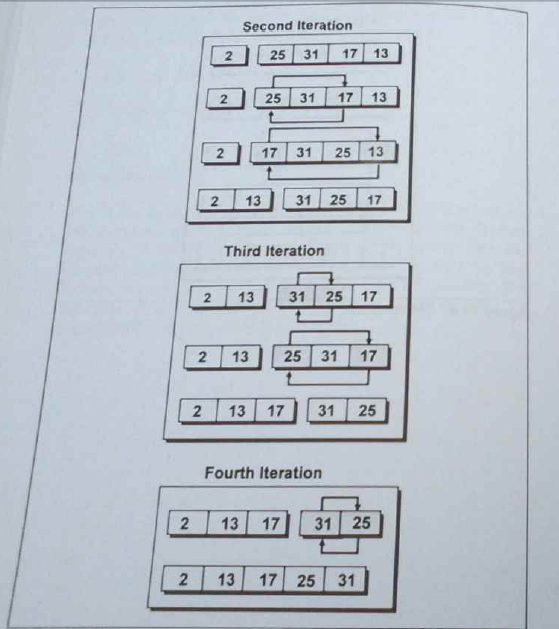 Second Iteration
2 25 31 17 13
2 25 31 17 13
2 17 31 25 13
2 13 31 25 17
Third Iteration
2 13 31 25 17
2 13 25 31 17
2 13 17 31 25
Fourth Iteration
2 13 17 31 25
2 13 17 25 31